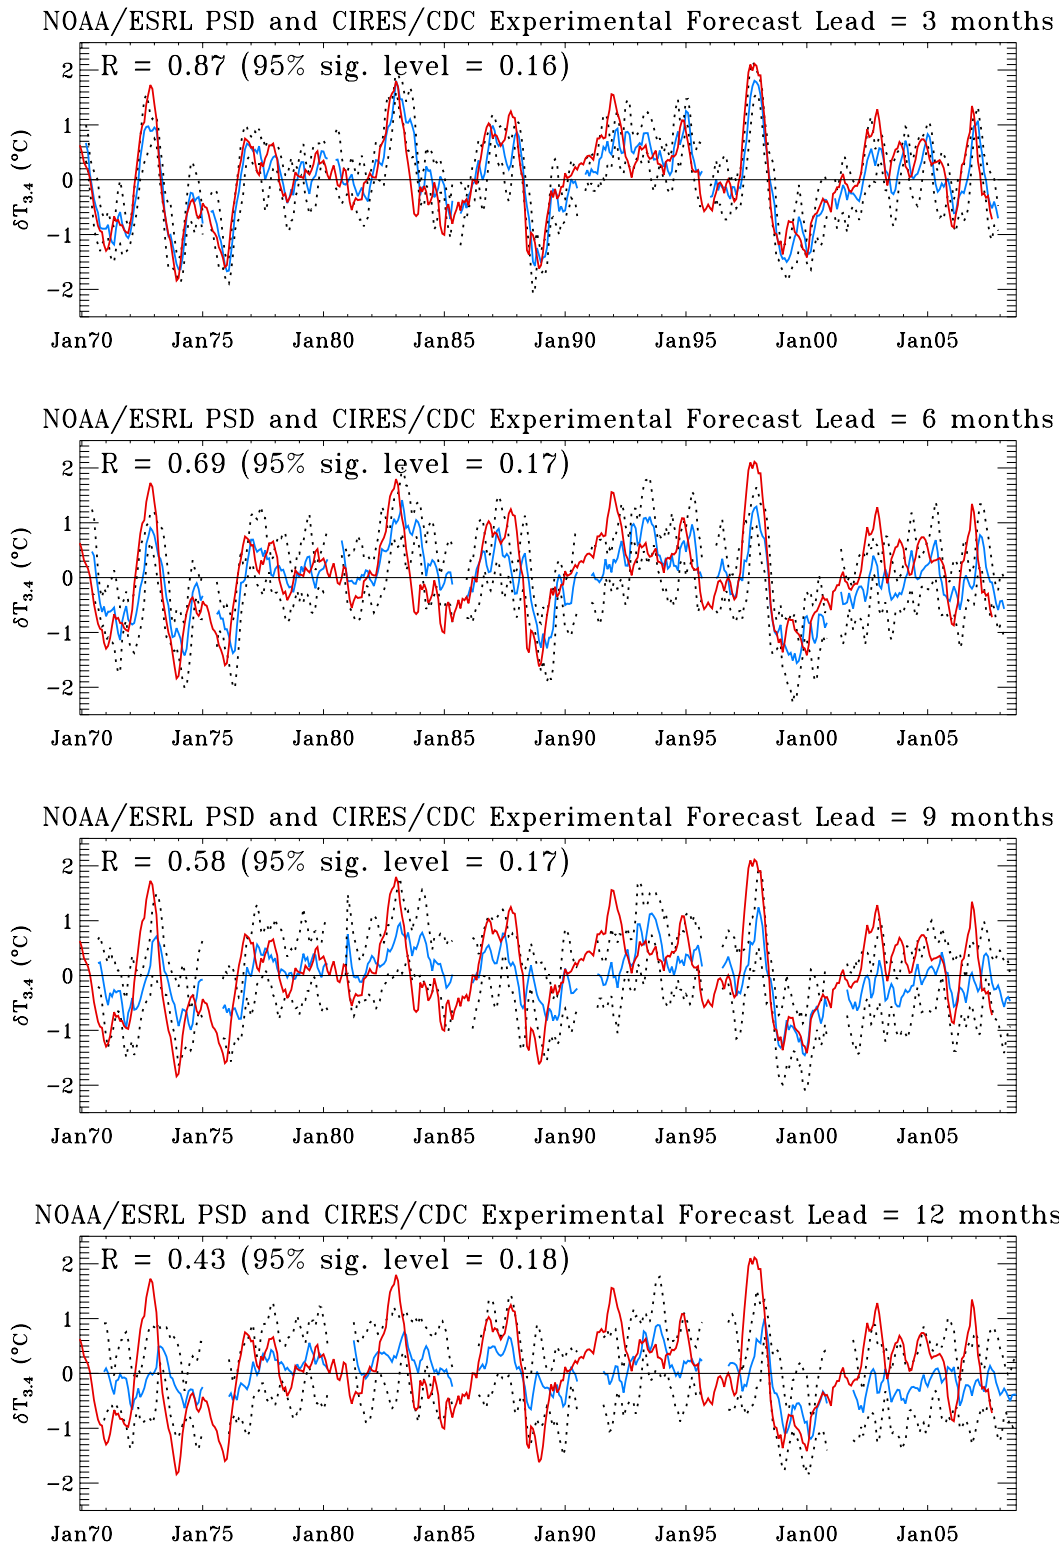 NOAA/ESRL PSD and CIRES/CDC Experimental Forecast Lead = 3 months
R = 0.87 (95% sig. level = 0.16)
2
1
0
−1
−2
δT3.4 (°C)
Jan70 Jan75 Jan80 Jan85 Jan90 Jan95 Jan00 Jan05
NOAA/ESRL PSD and CIRES/CDC Experimental Forecast Lead = 6 months
R = 0.69 (95% sig. level = 0.17)
2
1
0
−1
−2
δT3.4 (°C)
Jan70 Jan75 Jan80 Jan85 Jan90 Jan95 Jan00 Jan05
NOAA/ESRL PSD and CIRES/CDC Experimental Forecast Lead = 9 months
R = 0.58 (95% sig. level = 0.17)
2
1
0
−1
−2
δT3.4 (°C)
Jan70 Jan75 Jan80 Jan85 Jan90 Jan95 Jan00 Jan05
NOAA/ESRL PSD and CIRES/CDC Experimental Forecast Lead = 12 months
R = 0.43 (95% sig. level = 0.18)
2
1
0
−1
−2
δT3.4 (°C)
Jan70 Jan75 Jan80 Jan85 Jan90 Jan95 Jan00 Jan05